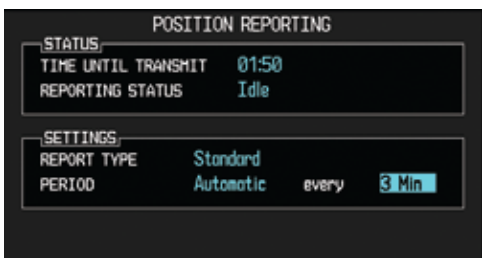 POSITION REPORTING
STATUS
TIME UNTIL TRANSMIT 01:50
REPORTING STATUS Idle
SETTINGS
REPORT TYPE Standard
PERIOD Automatic every 3 Min